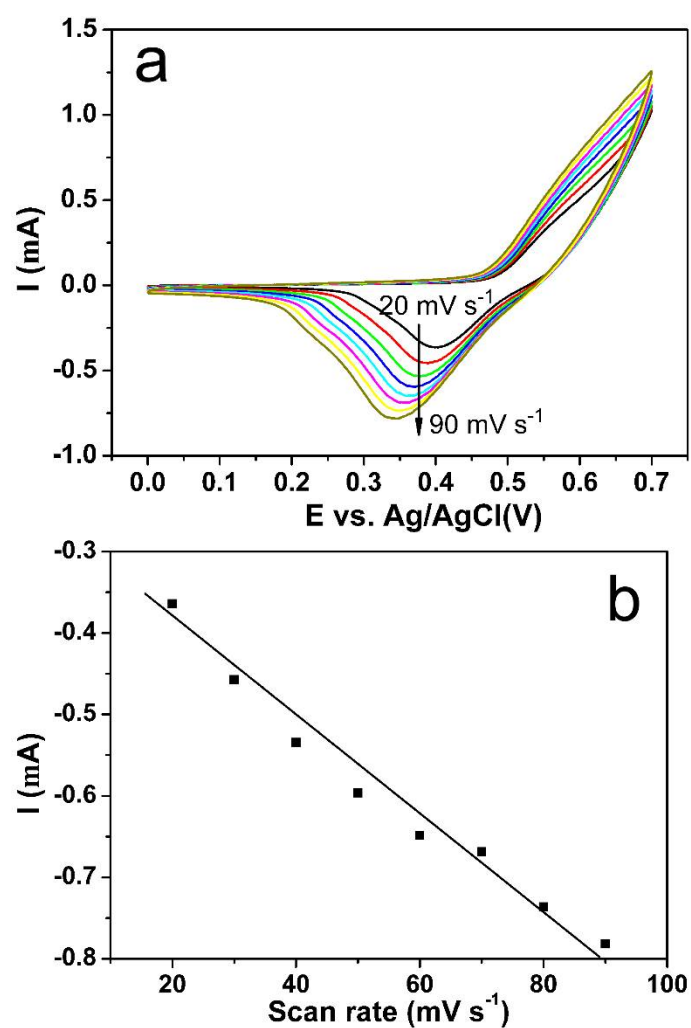 a
1.5
1.0
0.5
0.0
-0.5
-1.0
I (mA)
20 mV s⁻¹
90 mV s⁻¹
0.0 0.1 0.2 0.3 0.4 0.5 0.6 0.7
E vs. Ag/AgCl(V)
b
-0.3
-0.4
-0.5
-0.6
-0.7
-0.8
I (mA)
20 40 60 80 100
Scan rate (mV s⁻¹)